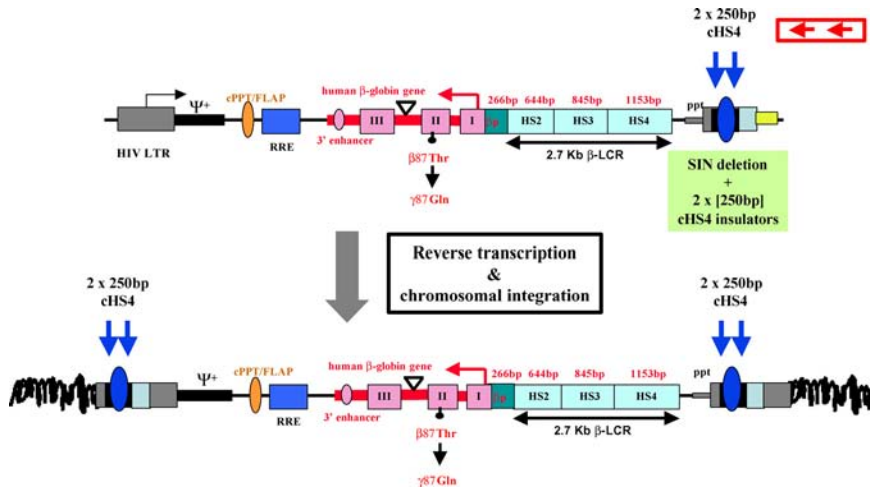 2 x 250bp
cHS4
human β-globin gene
cPPT/FLAP
Ψ+
266bp 644bp 845bp 1153bp
ppt
III II I βp HS2 HS3 HS4
HIV LTR
RRE
3' enhancer
2.7 Kb β-LCR
β87Thr
γ87Gln
SIN deletion
+
2 x [250bp]
cHS4 insulators
Reverse transcription
&
chromosomal integration
2 x 250bp
cHS4
2 x 250bp
cHS4
human β-globin gene
cPPT/FLAP
Ψ+
266bp 644bp 845bp 1153bp
ppt
III II I βp HS2 HS3 HS4
RRE
3' enhancer
2.7 Kb β-LCR
β87Thr
γ87Gln